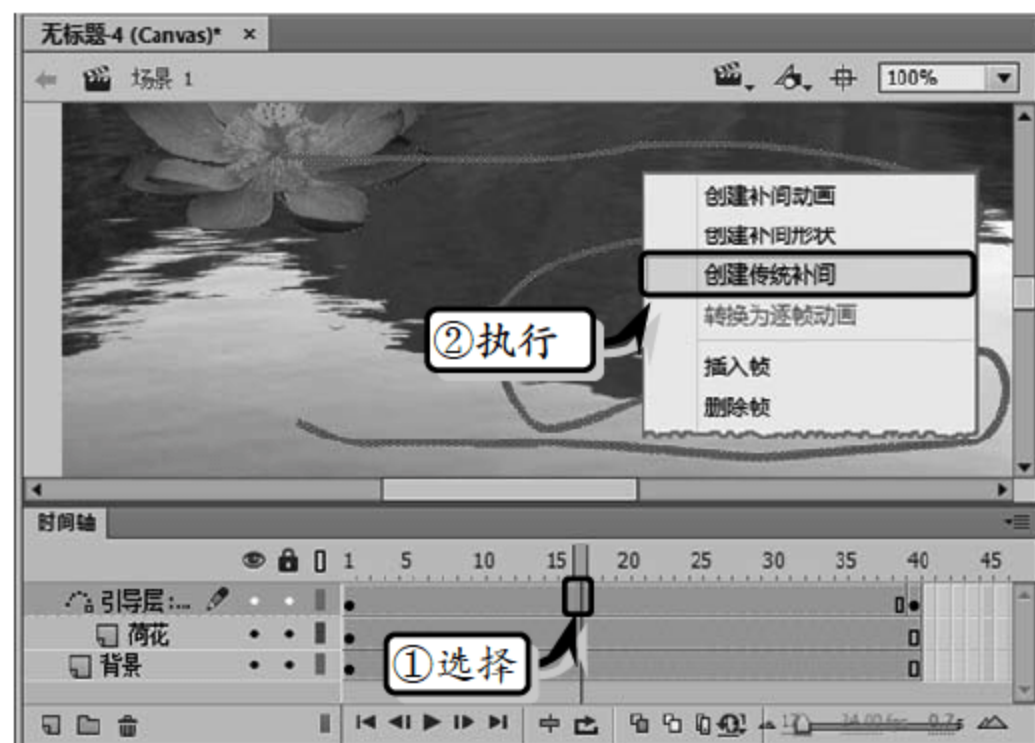 无标题-4 (Canvas)* ×
场景 1
100%
创建补间动画
创建补间形状
创建传统补间
转换为逐帧动画
插入帧
删除帧
②执行
时间轴
1 5 10 15 20 25 30 35 40 45
引导层:...
荷花
背景
①选择
0.7s